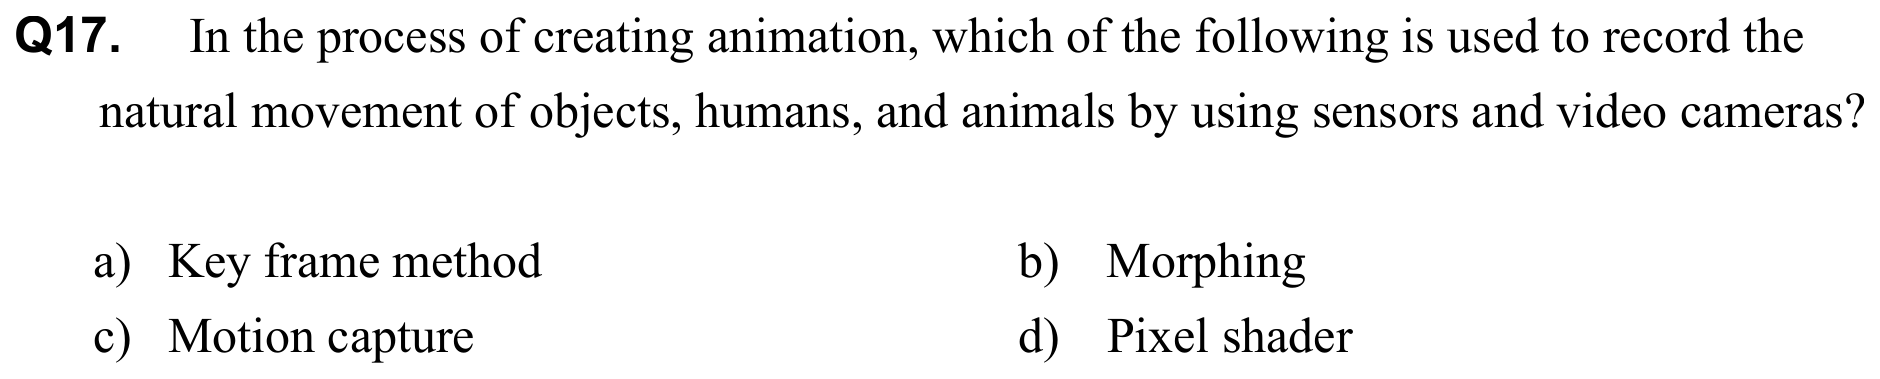 Q17. In the process of creating animation, which of the following is used to record the
natural movement of objects, humans, and animals by using sensors and video cameras?
a) Key frame method b) Morphing
c) Motion capture d) Pixel shader